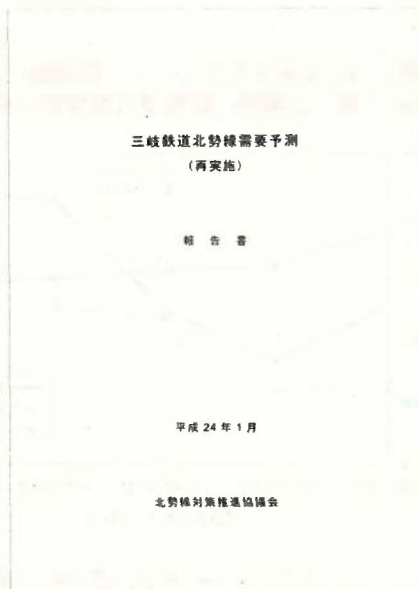 三岐鉄道北勢線需要予測
（再実施）
報告書
平成24年1月
北勢線対策推進協議会